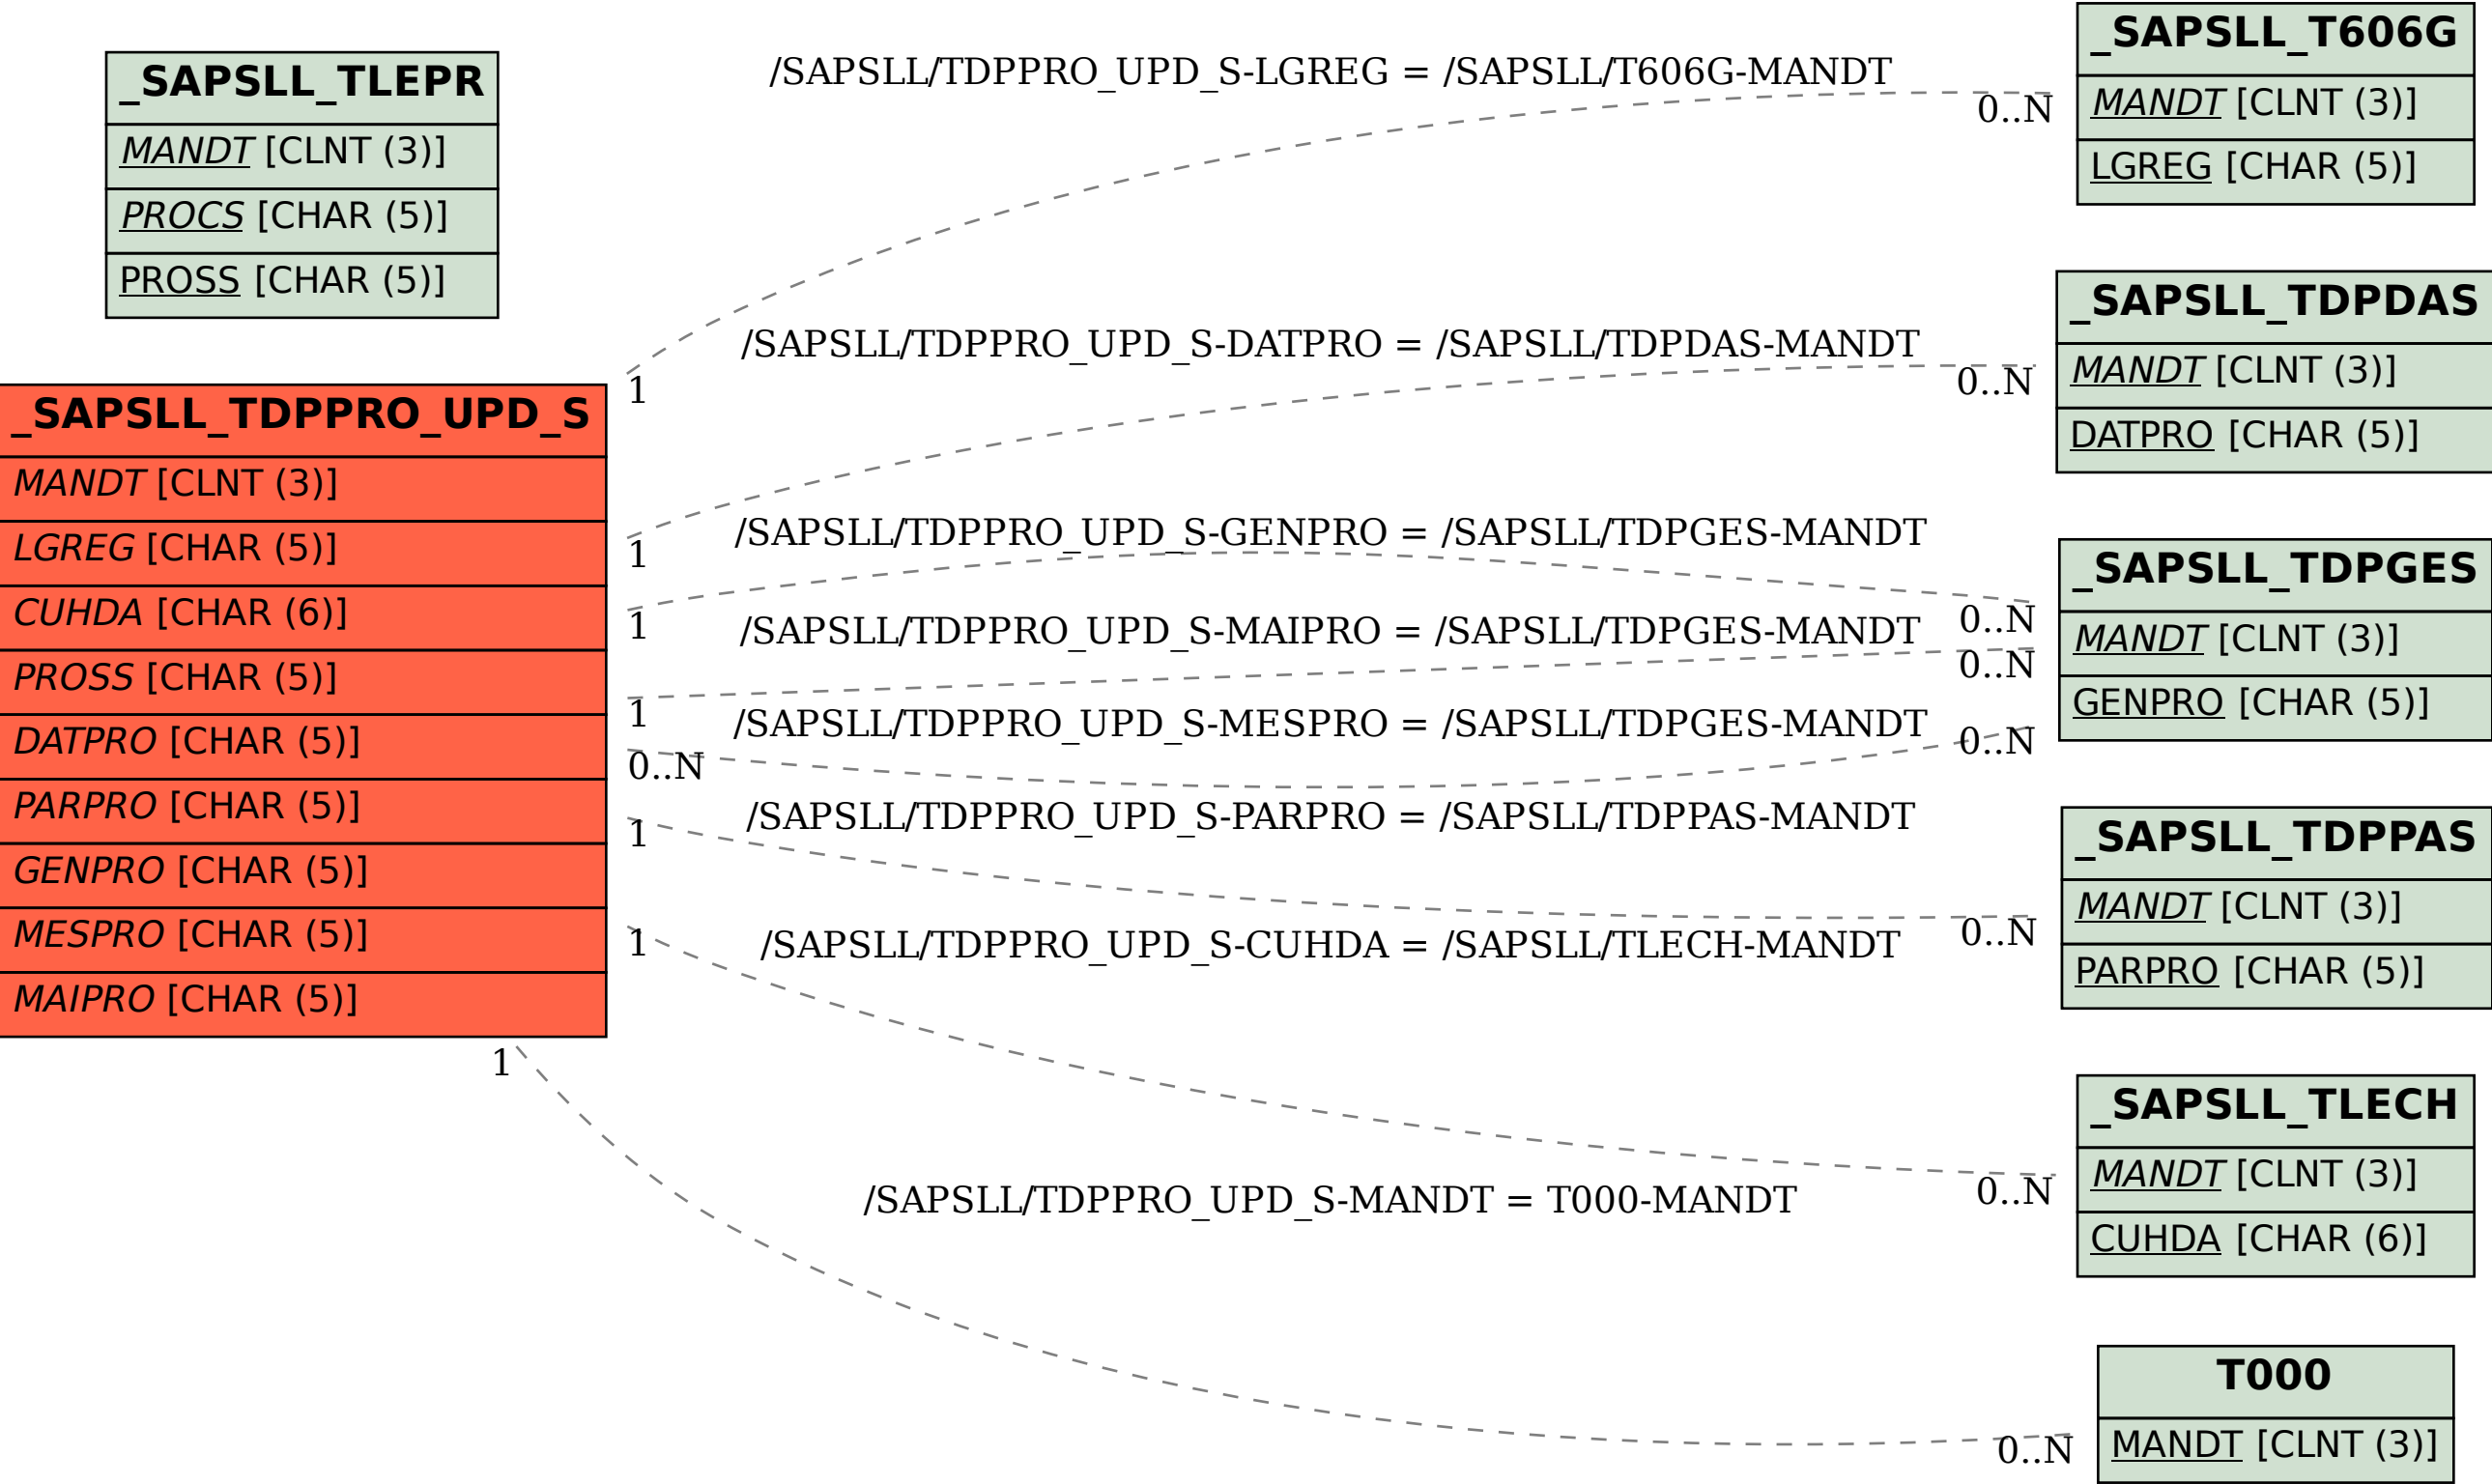 _SAPSLL_TLEPR
MANDT [CLNT (3)]
PROCS [CHAR (5)]
PROSS [CHAR (5)]
_SAPSLL_TDPPRO_UPD_S
MANDT [CLNT (3)]
LGREG [CHAR (5)]
CUHDA [CHAR (6)]
PROSS [CHAR (5)]
DATPRO [CHAR (5)]
PARPRO [CHAR (5)]
GENPRO [CHAR (5)]
MESPRO [CHAR (5)]
MAIPRO [CHAR (5)]
/SAPSLL/TDPPRO_UPD_S-LGREG = /SAPSLL/T606G-MANDT
0..N
1
/SAPSLL/TDPPRO_UPD_S-DATPRO = /SAPSLL/TDPDAS-MANDT
0..N
1
/SAPSLL/TDPPRO_UPD_S-GENPRO = /SAPSLL/TDPGES-MANDT
0..N
1
/SAPSLL/TDPPRO_UPD_S-MAIPRO = /SAPSLL/TDPGES-MANDT
0..N
1
/SAPSLL/TDPPRO_UPD_S-MESPRO = /SAPSLL/TDPGES-MANDT
0..N
0..N
/SAPSLL/TDPPRO_UPD_S-PARPRO = /SAPSLL/TDPPAS-MANDT
1
0..N
/SAPSLL/TDPPRO_UPD_S-CUHDA = /SAPSLL/TLECH-MANDT
1
0..N
/SAPSLL/TDPPRO_UPD_S-MANDT = T000-MANDT
1
0..N
_SAPSLL_T606G
MANDT [CLNT (3)]
LGREG [CHAR (5)]
_SAPSLL_TDPDAS
MANDT [CLNT (3)]
DATPRO [CHAR (5)]
_SAPSLL_TDPGES
MANDT [CLNT (3)]
GENPRO [CHAR (5)]
_SAPSLL_TDPPAS
MANDT [CLNT (3)]
PARPRO [CHAR (5)]
_SAPSLL_TLECH
MANDT [CLNT (3)]
CUHDA [CHAR (6)]
T000
MANDT [CLNT (3)]